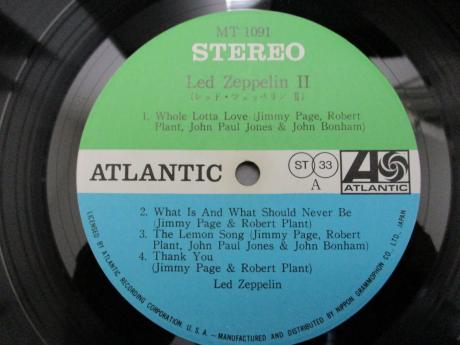 MT 1091
STEREO
Led Zeppelin II
(レッド・ツェッペリン II)
1. Whole Lotta Love (Jimmy Page, Robert
Plant, John Paul Jones & John Bonham)
ATLANTIC
ST 33
A
ATLANTIC
2. What Is And What Should Never Be
(Jimmy Page & Robert Plant)
3. The Lemon Song (Jimmy Page, Robert
Plant, John Paul Jones & John Bonham)
4. Thank You
(Jimmy Page & Robert Plant)
Led Zeppelin
LICENSED BY ATLANTIC RECORDING CORPORATION, U.S.A.—MANUFACTURED AND DISTRIBUTED BY NIPPON GRAMMOPHON CO., LTD., JAPAN